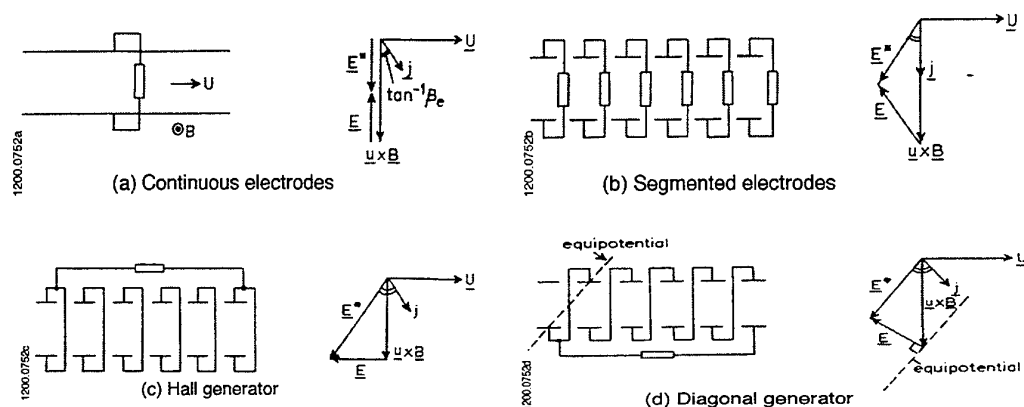 U
B
1200.0752a
(a) Continuous electrodes
U
E*
j
tan⁻¹βe
E
u x B
1200.0752b
(b) Segmented electrodes
U
E*
j
E
u x B
1200.0752c
(c) Hall generator
U
E*
j
u x B
E
equipotential
200.0752d
(d) Diagonal generator
U
E*
j
u x B
E
equipotential